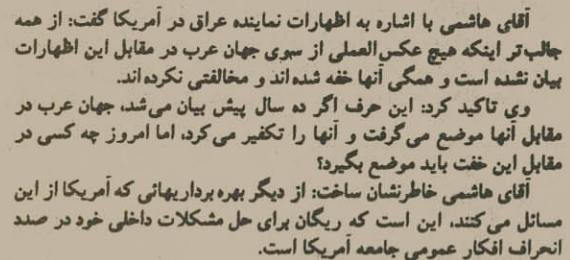 آقای هاشمی با اشاره به اظهارات نماینده عراق در آمریکا گفت: از همه
جالب‌تر اینکه هیچ عکس‌العملی از سوی جهان عرب در مقابل این اظهارات
بیان نشده است و همگی آنها خفه شده‌اند و مخالفتی نکرده‌اند.
وی تاکید کرد: این حرف اگر ده سال پیش بیان می‌شد، جهان عرب در
مقابل آنها موضع می‌گرفت و آنها را تکفیر می‌کرد، اما امروز چه کسی در
مقابل این خفت باید موضع بگیرد؟
آقای هاشمی خاطرنشان ساخت: از دیگر بهره‌برداریهائی که آمریکا از این
مسائل می‌کنند، این است که ریگان برای حل مشکلات داخلی خود در صدد
انحراف افکار عمومی جامعه آمریکا است.